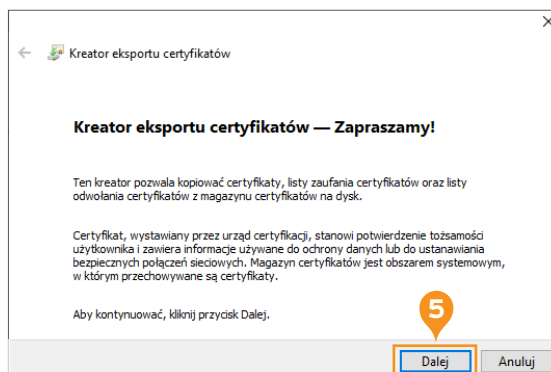 Kreator eksportu certyfikatów
Kreator eksportu certyfikatów — Zapraszamy!
Ten kreator pozwala kopiować certyfikaty, listy zaufania certyfikatów oraz listy
odwołania certyfikatów z magazynu certyfikatów na dysk.
Certyfikat, wystawiany przez urząd certyfikacji, stanowi potwierdzenie tożsamości
użytkownika i zawiera informacje używane do ochrony danych lub do ustanawiania
bezpiecznych połączeń sieciowych. Magazyn certyfikatów jest obszarem systemowym,
w którym przechowywane są certyfikaty.
Aby kontynuować, kliknij przycisk Dalej.
5
Dalej Anuluj